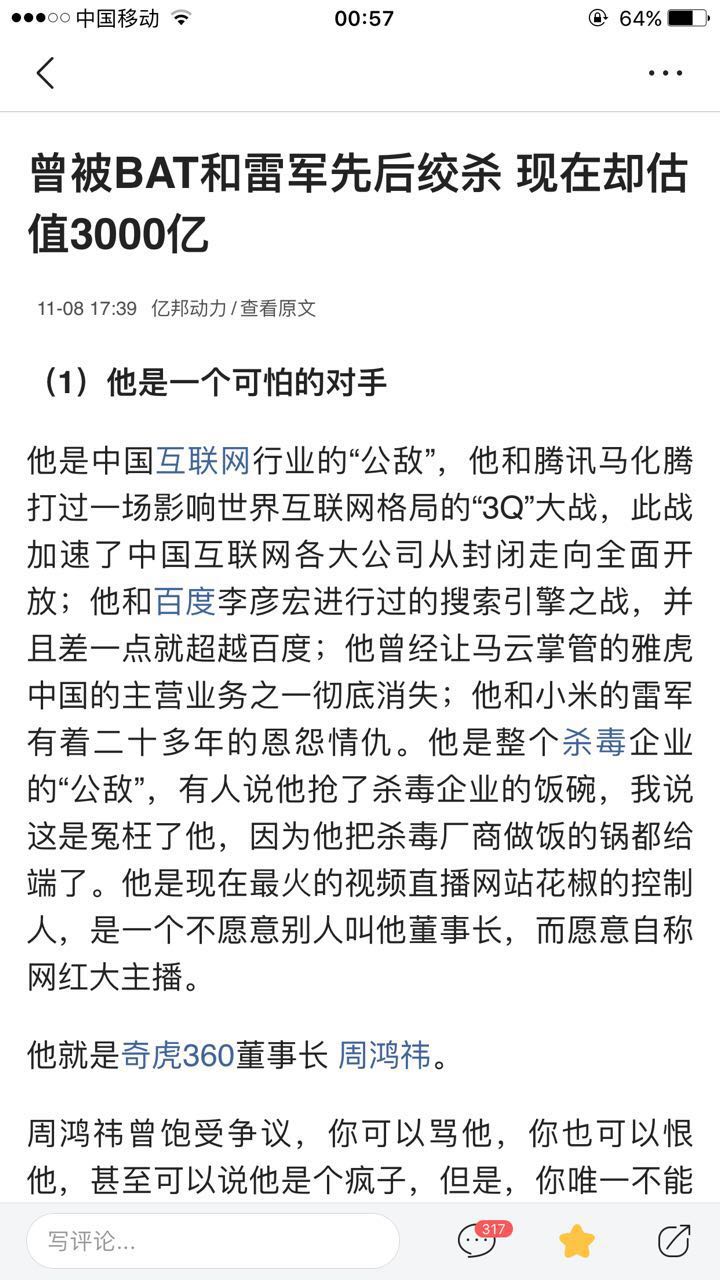 中国移动 00:57 64%
曾被BAT和雷军先后绞杀 现在却估
值3000亿
11-08 17:39 亿邦动力 / 查看原文
（1）他是一个可怕的对手
他是中国互联网行业的“公敌”，他和腾讯马化腾
打过一场影响世界互联网格局的“3Q”大战，此战
加速了中国互联网各大公司从封闭走向全面开
放；他和百度李彦宏进行过的搜索引擎之战，并
且差一点就超越百度；他曾经让马云掌管的雅虎
中国的主营业务之一彻底消失；他和小米的雷军
有着二十多年的恩怨情仇。他是整个杀毒企业
的“公敌”，有人说他抢了杀毒企业的饭碗，我说
这是冤枉了他，因为他把杀毒厂商做饭的锅都给
端了。他是现在最火的视频直播网站花椒的控制
人，是一个不愿意别人叫他董事长，而愿意自称
网红大主播。
他就是奇虎360董事长 周鸿祎。
周鸿祎曾饱受争议，你可以骂他，你也可以恨
他，甚至可以说他是个疯子，但是，你唯一不能
写评论... 317